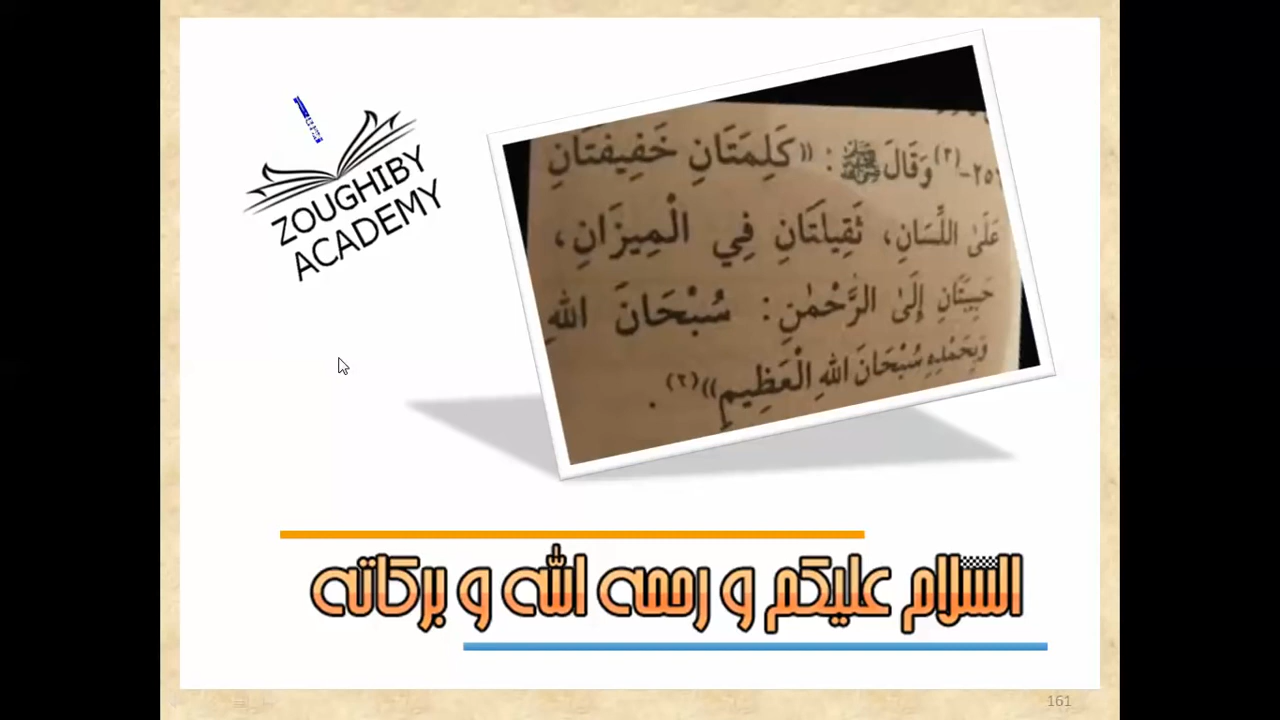 ZOUGHIBY
ACADEMY
(٢)وَقَالَ ﷺ: «كَلِمَتَانِ خَفِيفَتَانِ
عَلَى اللِّسَانِ، ثَقِيلَتَانِ فِي الْمِيزَانِ،
حَبِيبَتَانِ إِلَى الرَّحْمٰنِ: سُبْحَانَ اللهِ
وَبِحَمْدِهِ سُبْحَانَ اللهِ الْعَظِيمِ»(٢).
السلام عليكم و رحمه الله و بركاته
161